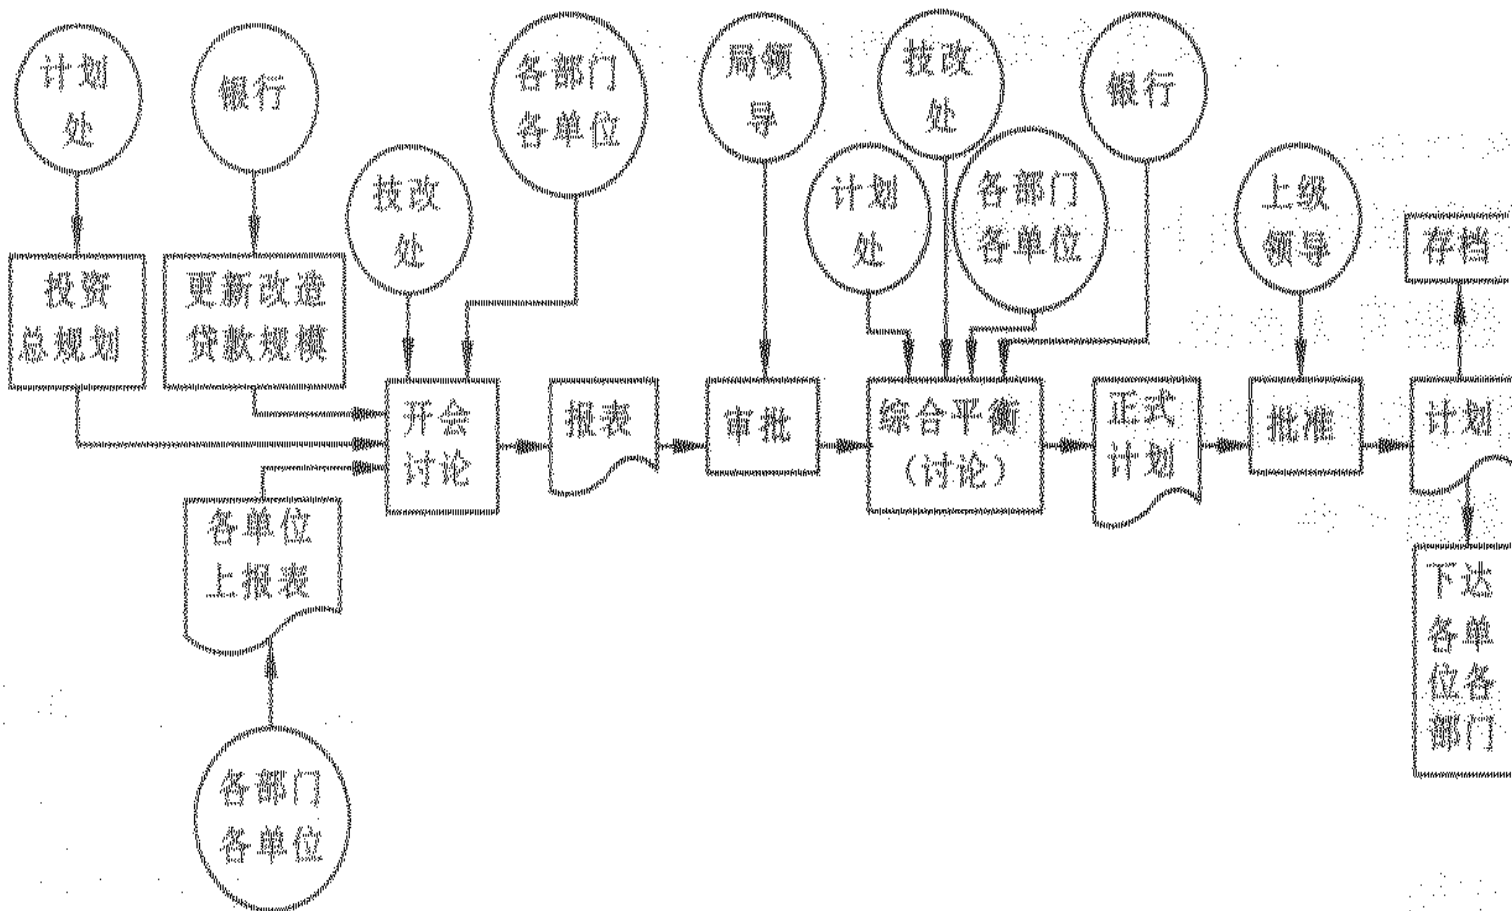 计划
处
银行
各部门
各单位
局领
导
技改
处
银行
技改
处
计划
处
各部门
各单位
上级
领导
存档
投资
总规划
更新改造
贷款规模
开会
讨论
报表
审批
综合平衡
（讨论）
正式
计划
批准
计划
各单位
上报表
下达
各单
位各
部门
各部门
各单位